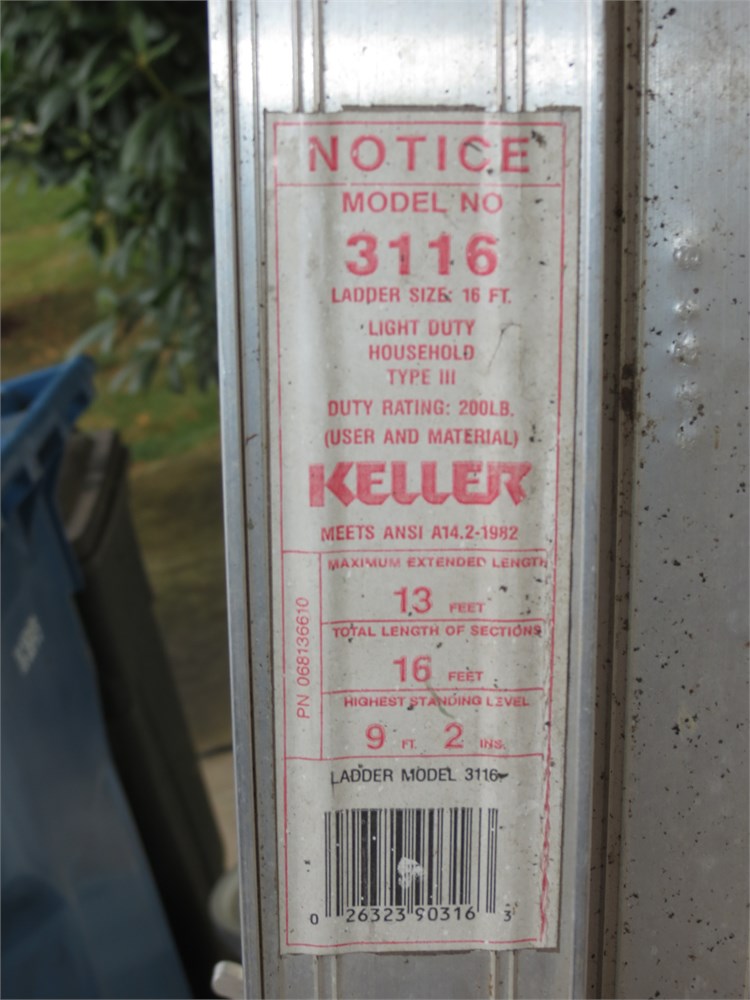 NOTICE
MODEL NO
3116
LADDER SIZE: 16 FT.
LIGHT DUTY
HOUSEHOLD
TYPE III
DUTY RATING: 200LB.
(USER AND MATERIAL)
KELLER
MEETS ANSI A14.2-1982
MAXIMUM EXTENDED LENGTH
13 FEET
TOTAL LENGTH OF SECTIONS
16 FEET
HIGHEST STANDING LEVEL
9 FT. 2 INS.
PN 068136610
LADDER MODEL 3116
0 26323 90316 3